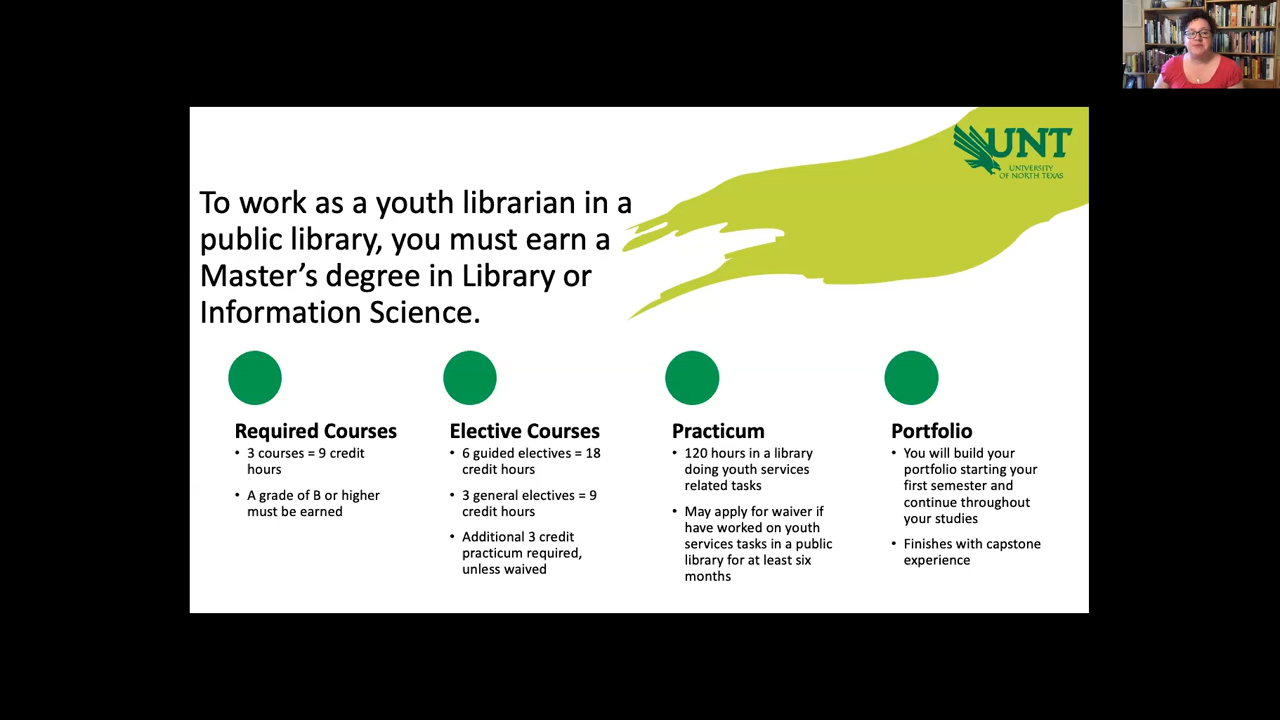 UNT
UNIVERSITY
OF NORTH TEXAS
To work as a youth librarian in a
public library, you must earn a
Master’s degree in Library or
Information Science.
Required Courses
• 3 courses = 9 credit
hours
• A grade of B or higher
must be earned
Elective Courses
• 6 guided electives = 18
credit hours
• 3 general electives = 9
credit hours
• Additional 3 credit
practicum required,
unless waived
Practicum
• 120 hours in a library
doing youth services
related tasks
• May apply for waiver if
have worked on youth
services tasks in a public
library for at least six
months
Portfolio
• You will build your
portfolio starting your
first semester and
continue throughout
your studies
• Finishes with capstone
experience